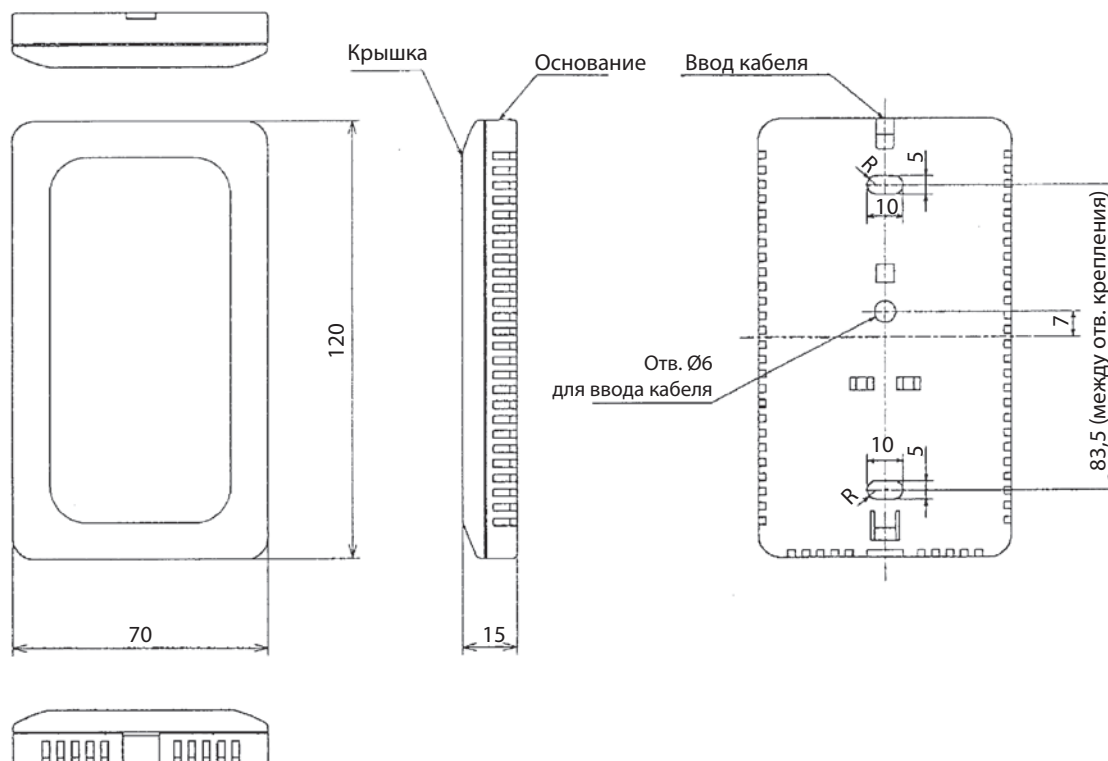 Крышка
Основание
Ввод кабеля
R
5
10
120
7
83,5 (между отв. крепления)
Отв. Ø6
для ввода кабеля
10
5
R
70
15